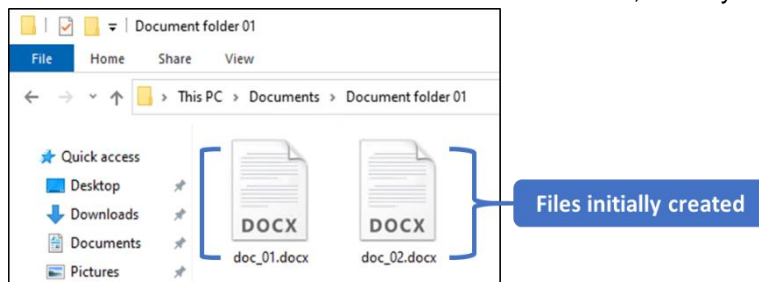 Document folder 01
File Home Share View
This PC > Documents > Document folder 01
Quick access
Desktop
Downloads
Documents
Pictures
DOCX
doc_01.docx
DOCX
doc_02.docx
Files initially created